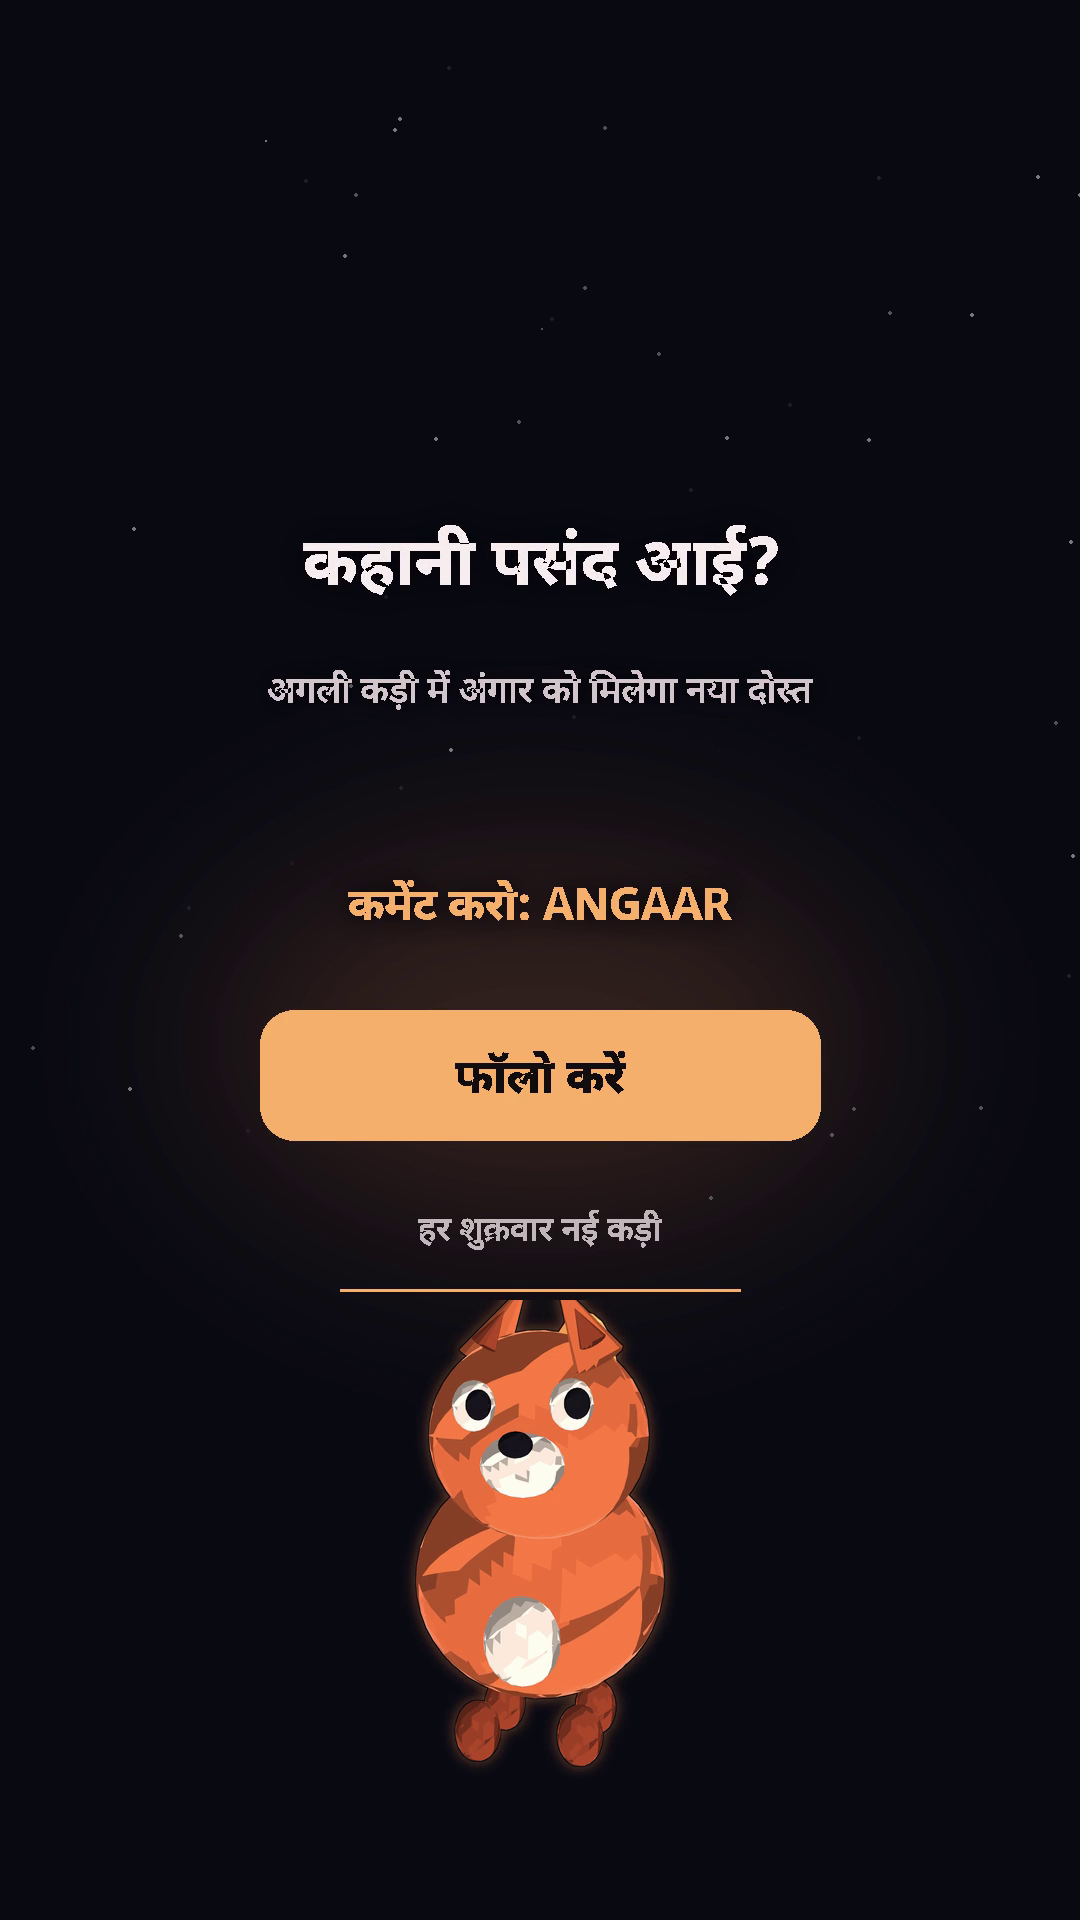 कहानी पसंद आई?
अगली कड़ी में अंगार को मिलेगा नया दोस्त
कमेंट करो: ANGAAR
फॉलो करें
हर शुक्रवार नई कड़ी